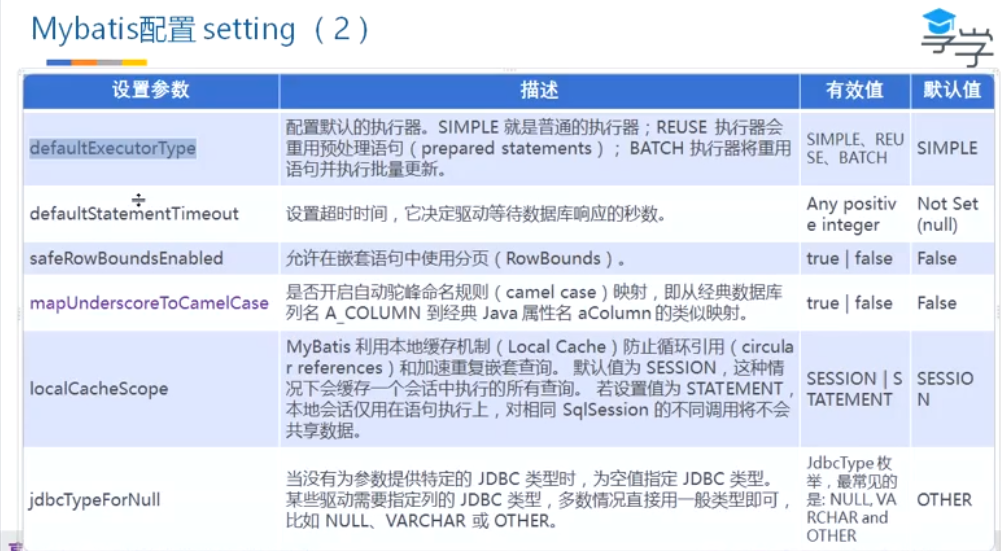 Mybatis配置 setting （2）
享学
设置参数 描述 有效值 默认值
defaultExecutorType
配置默认的执行器。SIMPLE 就是普通的执行器；REUSE 执行器会
重用预处理语句（prepared statements）； BATCH 执行器将重用
语句并执行批量更新。
SIMPLE、REU
SE、BATCH
SIMPLE
defaultStatementTimeout
设置超时时间，它决定驱动等待数据库响应的秒数。
Any positiv
e integer
Not Set
(null)
safeRowBoundsEnabled
允许在嵌套语句中使用分页（RowBounds）。
true | false
False
mapUnderscoreToCamelCase
是否开启自动驼峰命名规则（camel case）映射，即从经典数据库
列名 A_COLUMN 到经典 Java 属性名 aColumn 的类似映射。
true | false
False
localCacheScope
MyBatis 利用本地缓存机制（Local Cache）防止循环引用（circula
r references）和加速重复嵌套查询。 默认值为 SESSION，这种情
况下会缓存一个会话中执行的所有查询。 若设置值为 STATEMENT，
本地会话仅用在语句执行上，对相同 SqlSession 的不同调用将不会
共享数据。
SESSION | S
TATEMENT
SESSIO
N
jdbcTypeForNull
当没有为参数提供特定的 JDBC 类型时，为空值指定 JDBC 类型。
某些驱动需要指定列的 JDBC 类型，多数情况直接用一般类型即可，
比如 NULL、VARCHAR 或 OTHER。
JdbcType 枚
举，最常见的
是: NULL, VA
RCHAR and
OTHER
OTHER